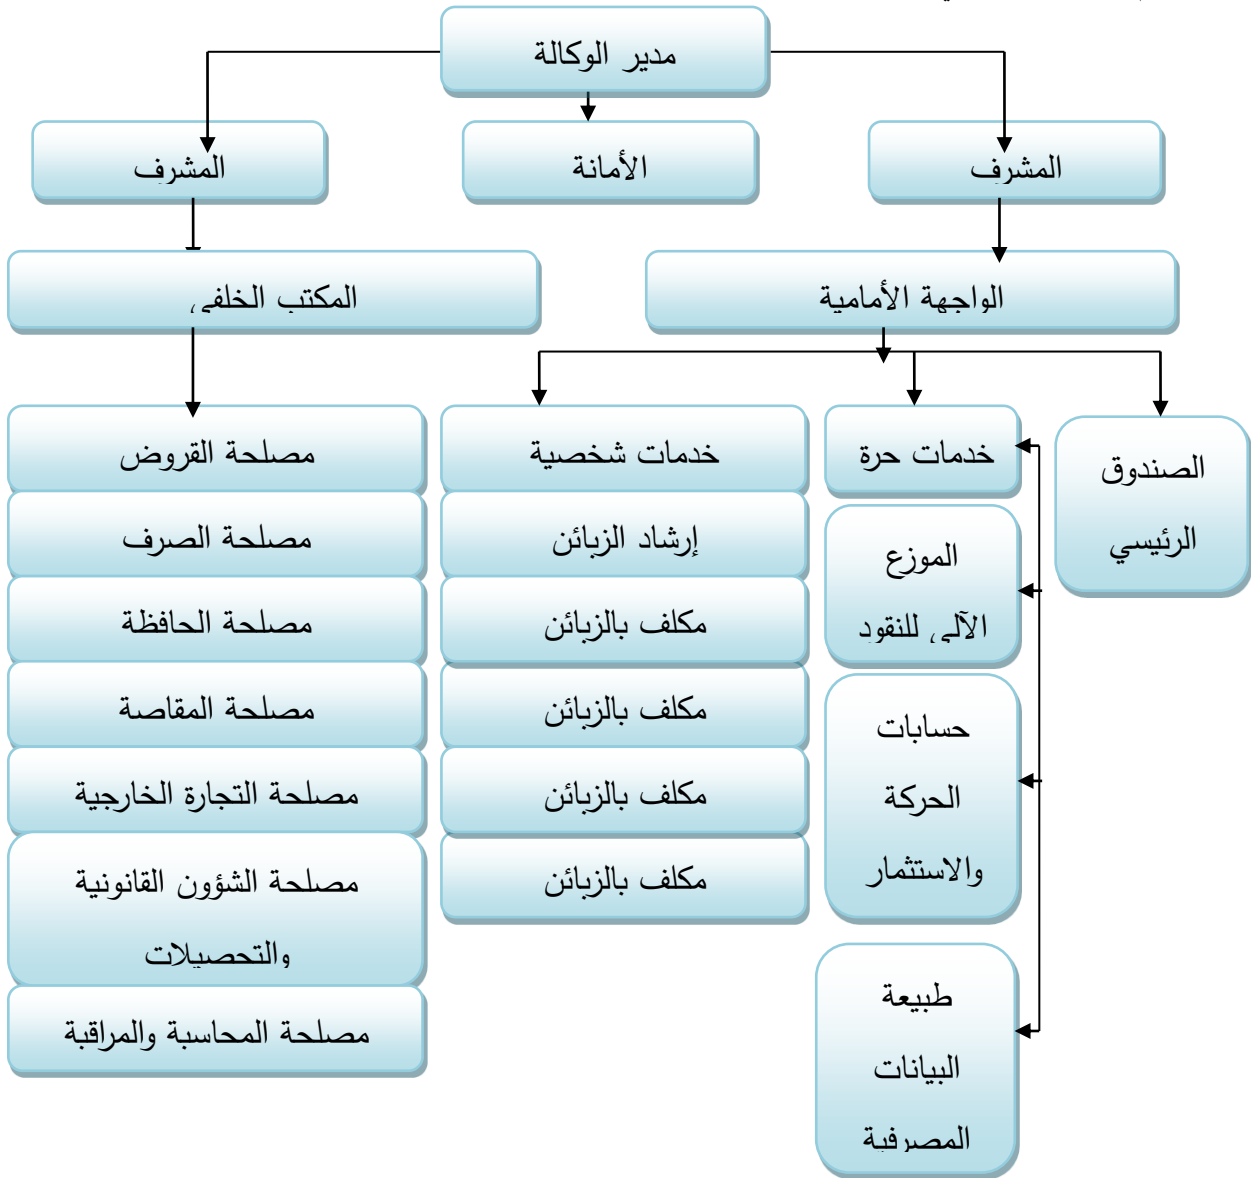 مدير الوكالة
المشرف
الأمانة
المشرف
الواجهة الأمامية
المكتب الخلفي
الصندوق
الرئيسي
خدمات حرة
الموزع
الآلي للنقود
حسابات
الحركة
والاستثمار
طبيعة
البيانات
المصرفية
خدمات شخصية
إرشاد الزبائن
مكلف بالزبائن
مكلف بالزبائن
مكلف بالزبائن
مكلف بالزبائن
مصلحة القروض
مصلحة الصرف
مصلحة الحافظة
مصلحة المقاصة
مصلحة التجارة الخارجية
مصلحة الشؤون القانونية
والتحصيلات
مصلحة المحاسبة والمراقبة